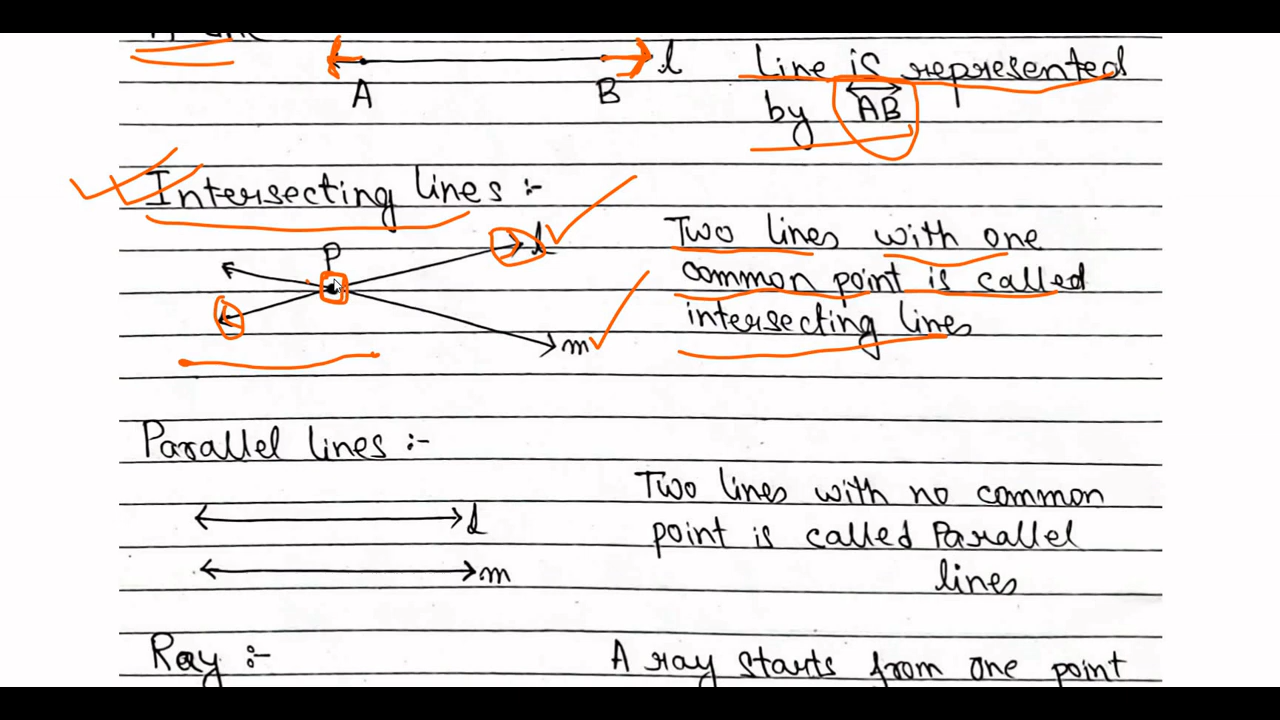 l
A B
Line is represented
by AB
Intersecting lines :-
P
l
m
Two lines with one
common point is called
intersecting lines
Parallel lines :-
l
m
Two lines with no common
point is called Parallel
lines
Ray :-
A ray starts from one point